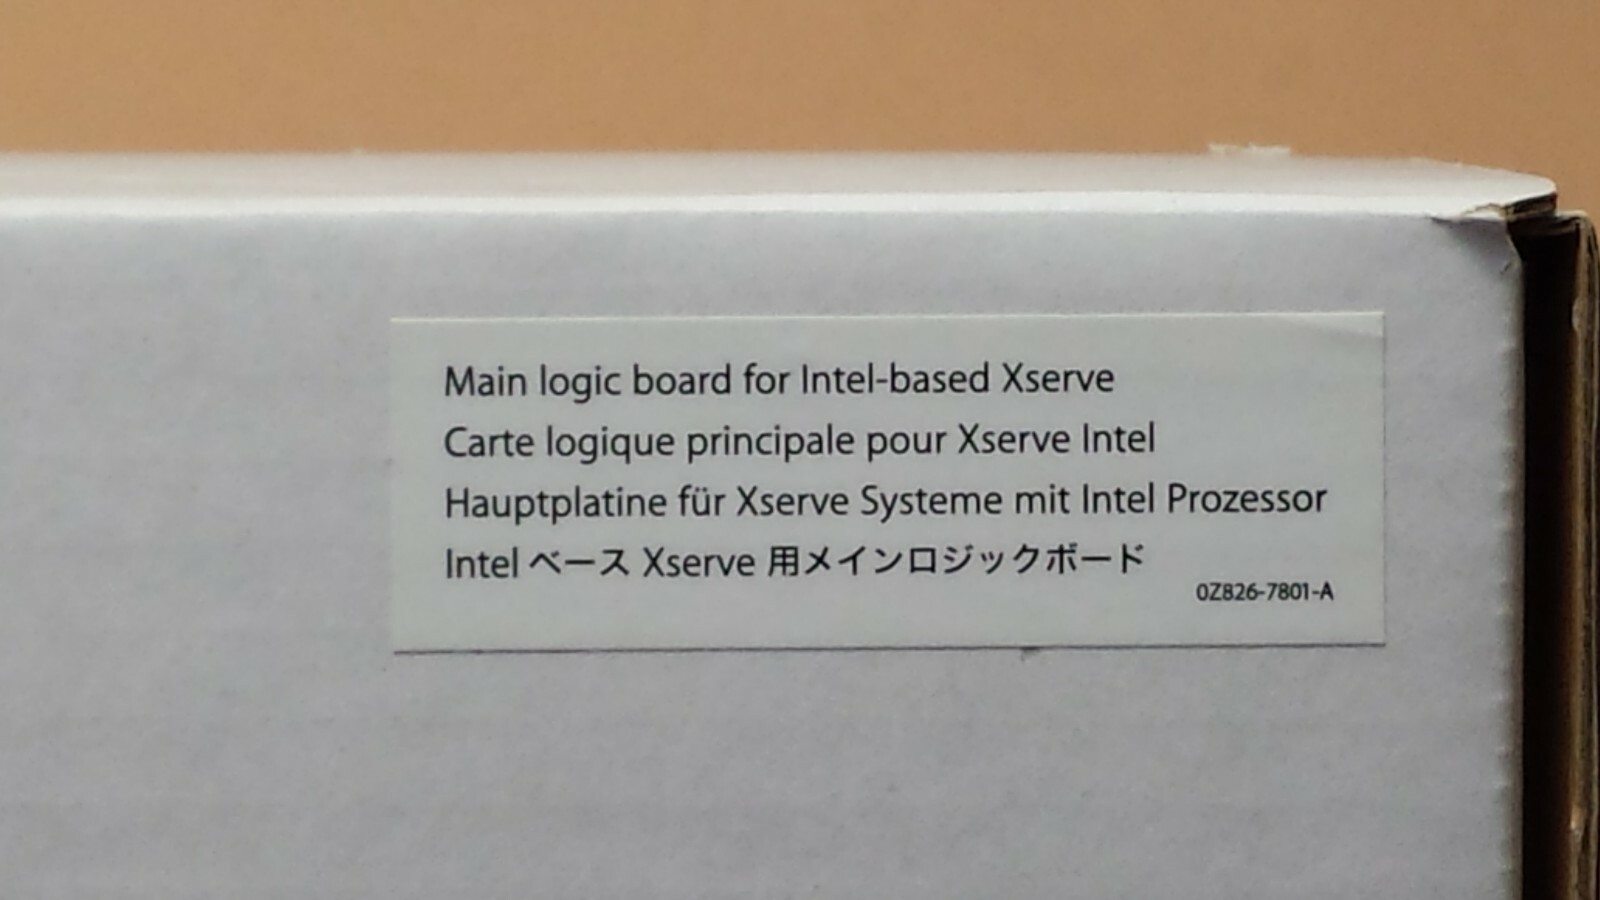 Main logic board for Intel-based Xserve
Carte logique principale pour Xserve Intel
Hauptplatine für Xserve Systeme mit Intel Prozessor
Intel ベース Xserve 用メインロジックボード
0Z826-7801-A